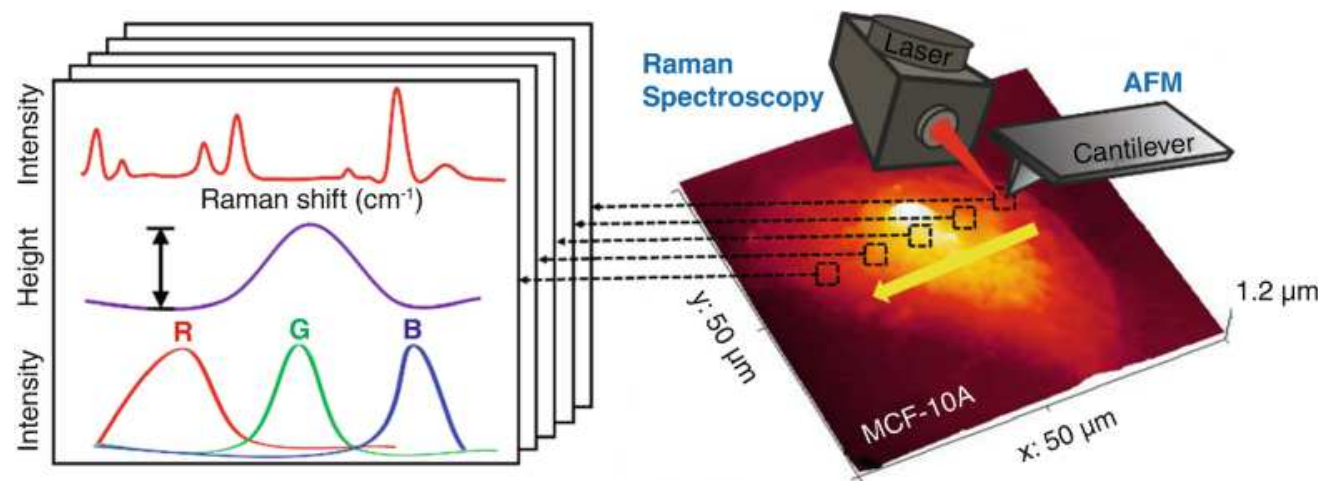 Intensity
Raman shift (cm⁻¹)
Height
R
G
B
Intensity
Raman
Spectroscopy
Laser
AFM
Cantilever
1.2 µm
y: 50 µm
MCF-10A
x: 50 µm